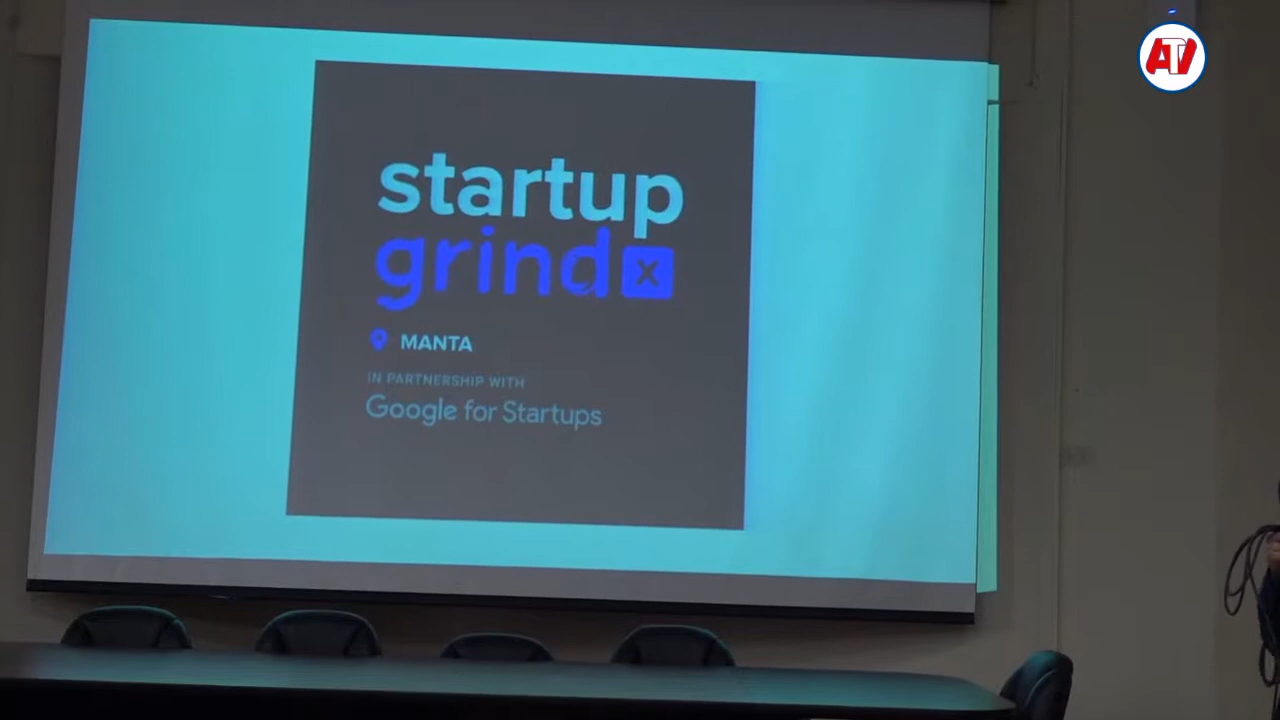 ATV
startup
grind x
MANTA
IN PARTNERSHIP WITH
Google for Startups